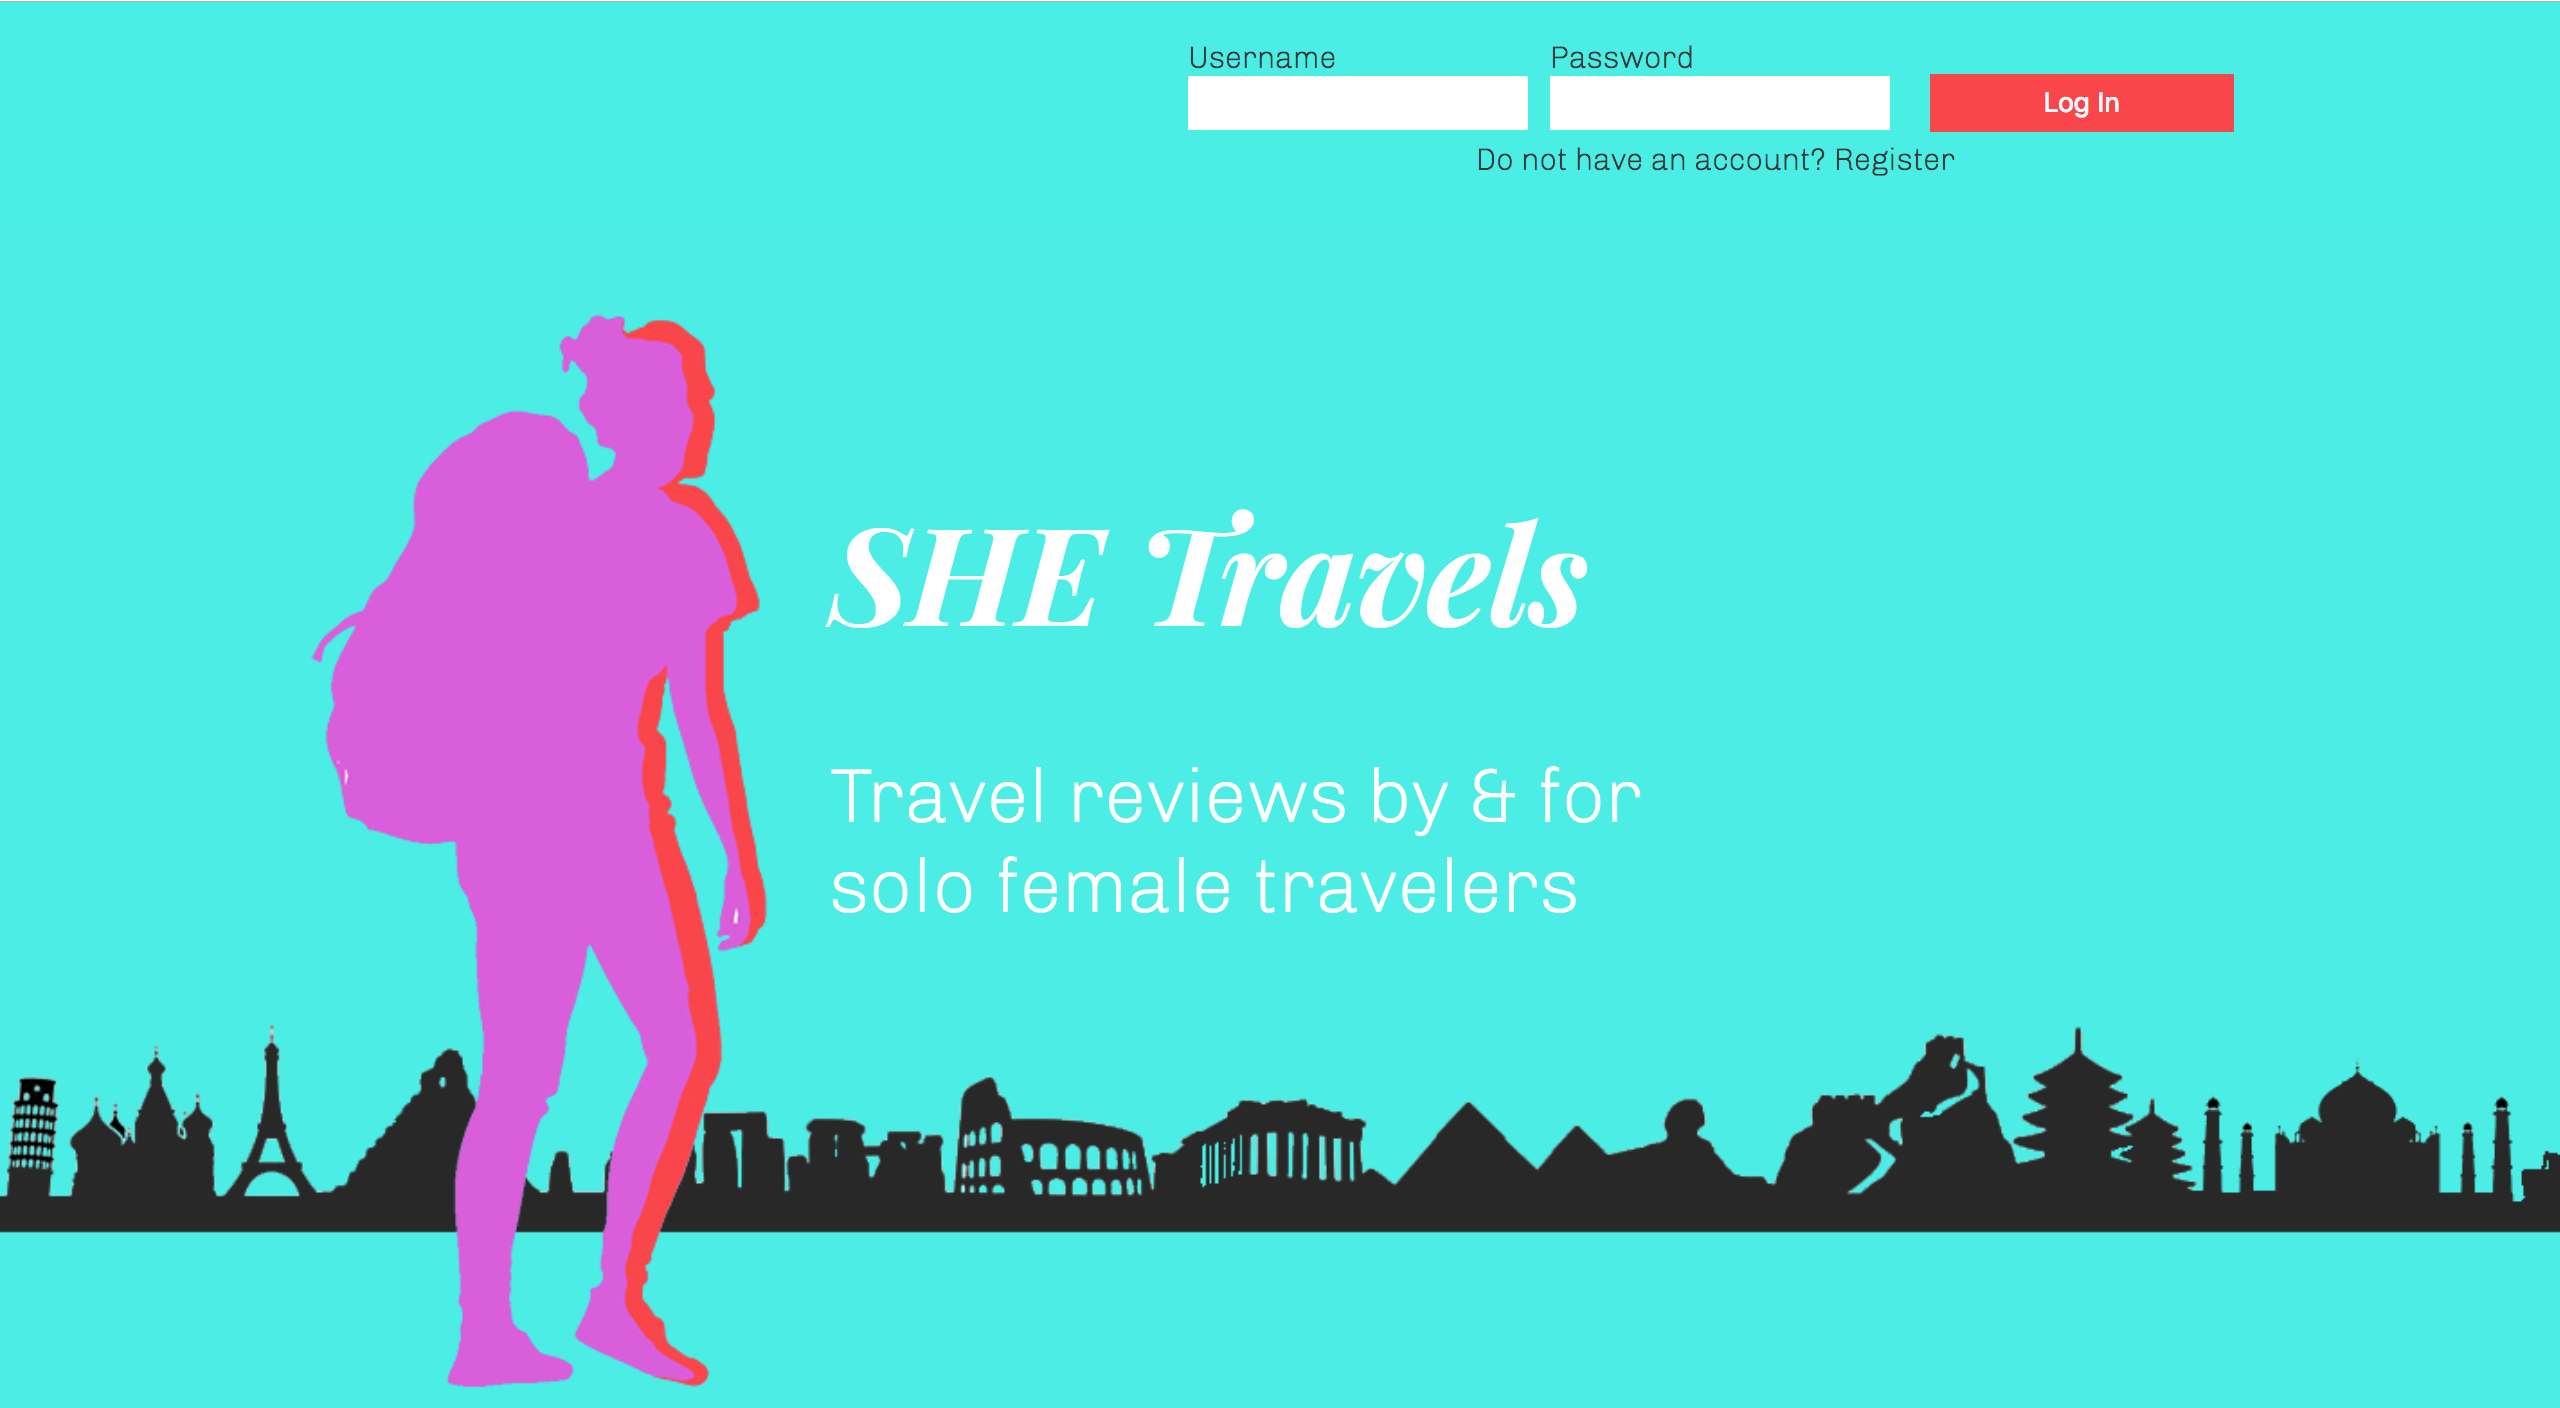 Username Password
Log In
Do not have an account? Register
SHE Travels
Travel reviews by & for
solo female travelers